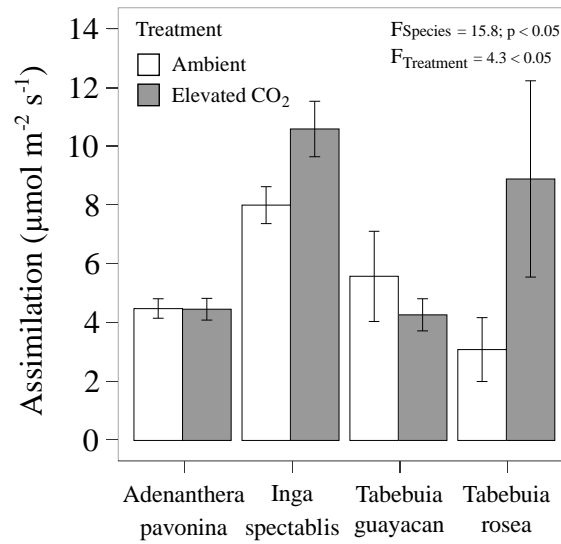 Assimilation (µmol m⁻² s⁻¹)
14
12
10
8
6
4
2
0
Treatment
Ambient
Elevated CO₂
FSpecies = 15.8; p < 0.05
FTreatment = 4.3 < 0.05
Adenanthera
pavonina
Inga
spectablis
Tabebuia
guayacan
Tabebuia
rosea